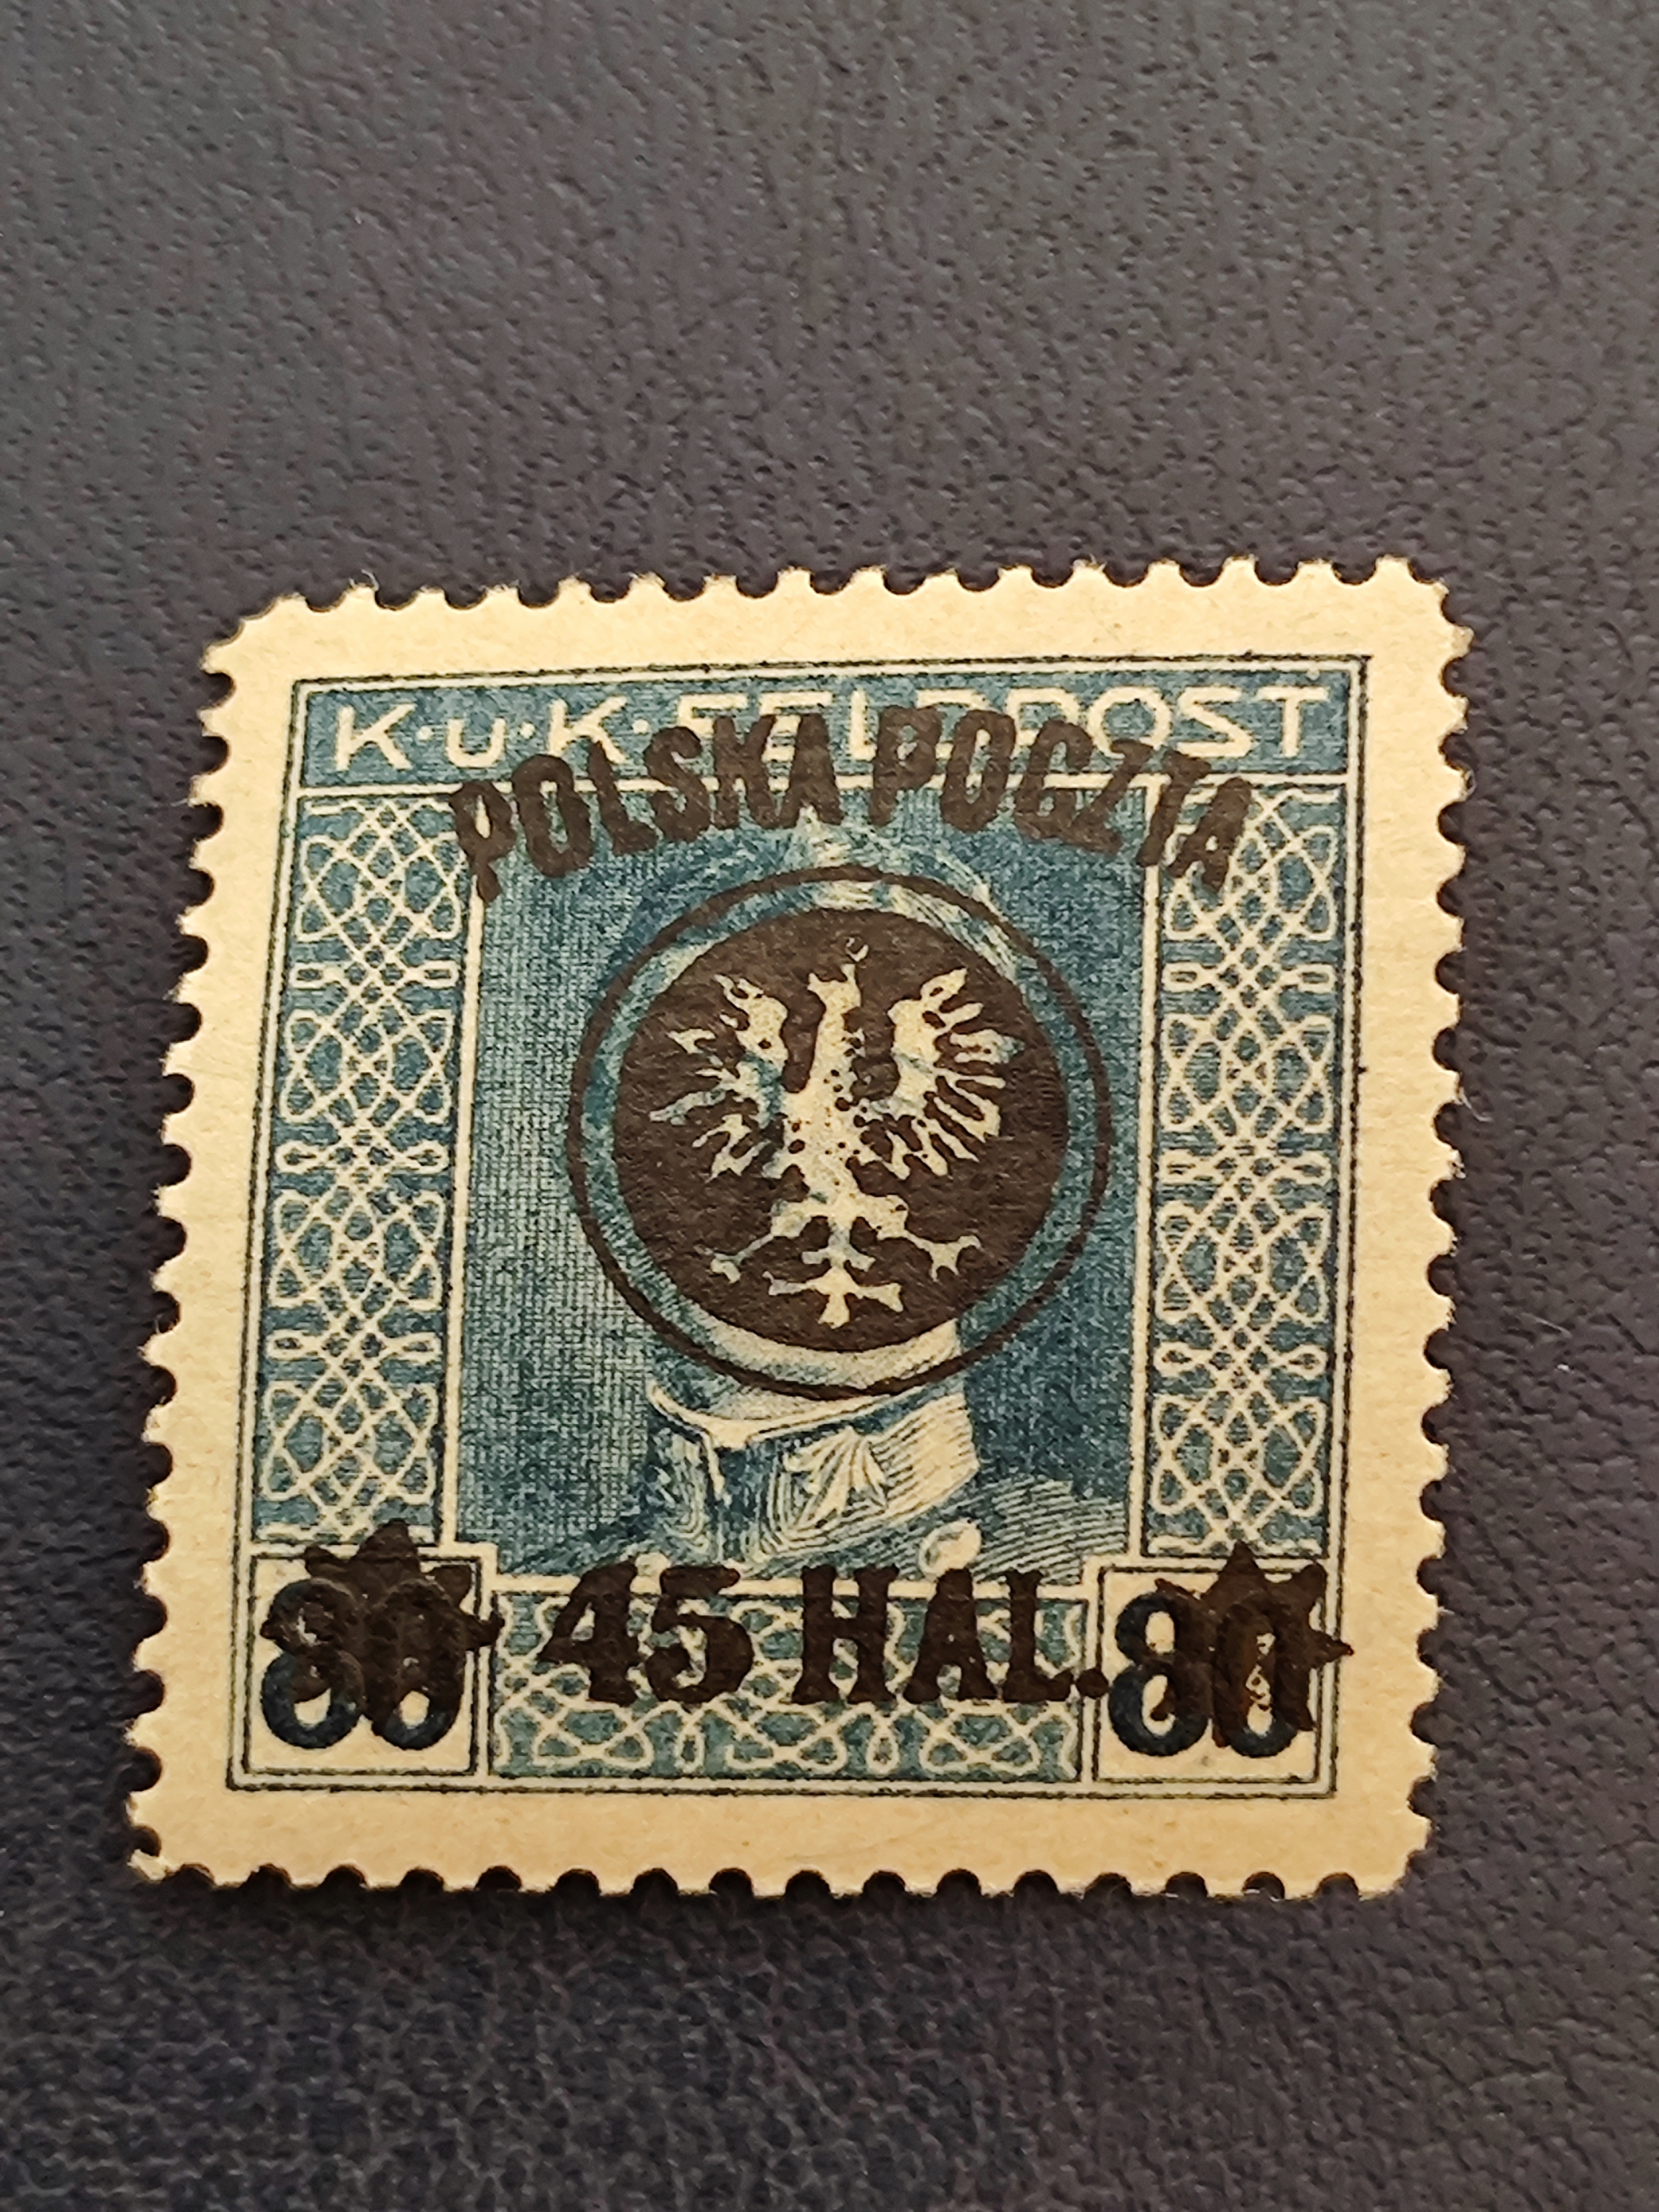 K·u·K·FELDPOST
POLSKA POCZTA
80 45 HAL. 80